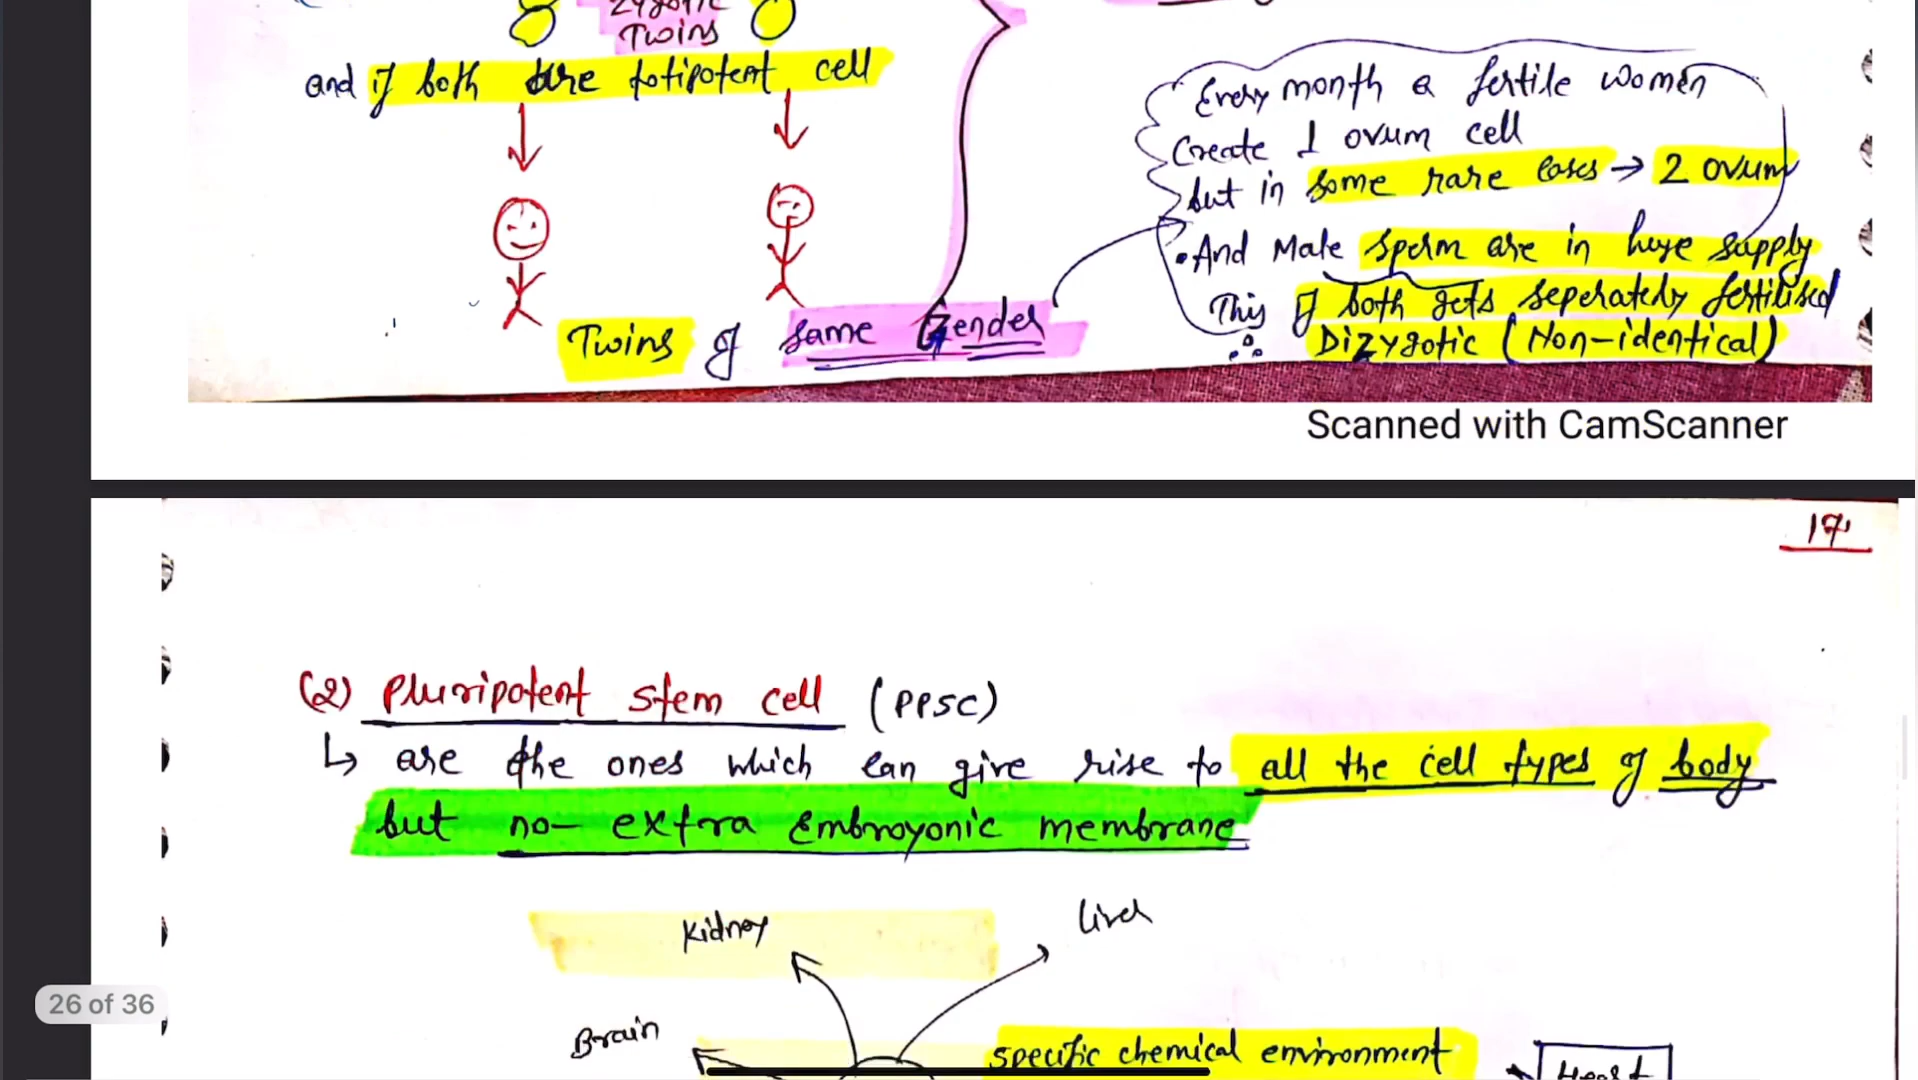 Zygotic
Twins
and if both are totipotent cell
Twins of same Gender
Every month a fertile women
Create 1 ovum cell
but in some rare cases → 2 ovum
• And Male sperm are in huge supply
This if both gets seperately fertilised
∴ Dizygotic (Non-identical)
Scanned with CamScanner
17
(2) Pluripotent stem cell (PPSC)
↳ are the ones which can give rise to all the cell types of body
but no extra Embroyonic membrane
Kidney
liver
Brain
specific chemical environment
Heart
26 of 36